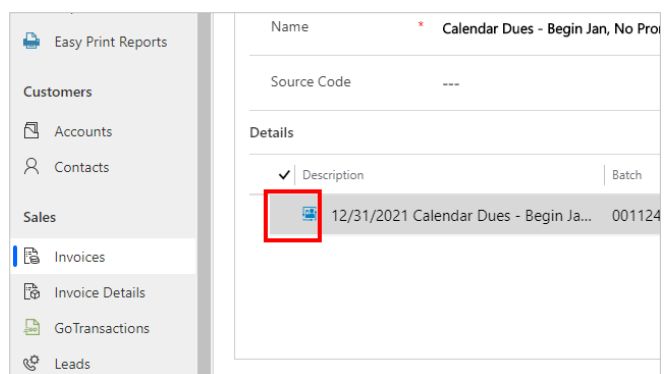 Easy Print Reports
Customers
Accounts
Contacts
Sales
Invoices
Invoice Details
GoTransactions
Leads
Name * Calendar Dues - Begin Jan, No
Source Code ---
Details
Description Batch
12/31/2021 Calendar Dues - Begin Ja... 001124